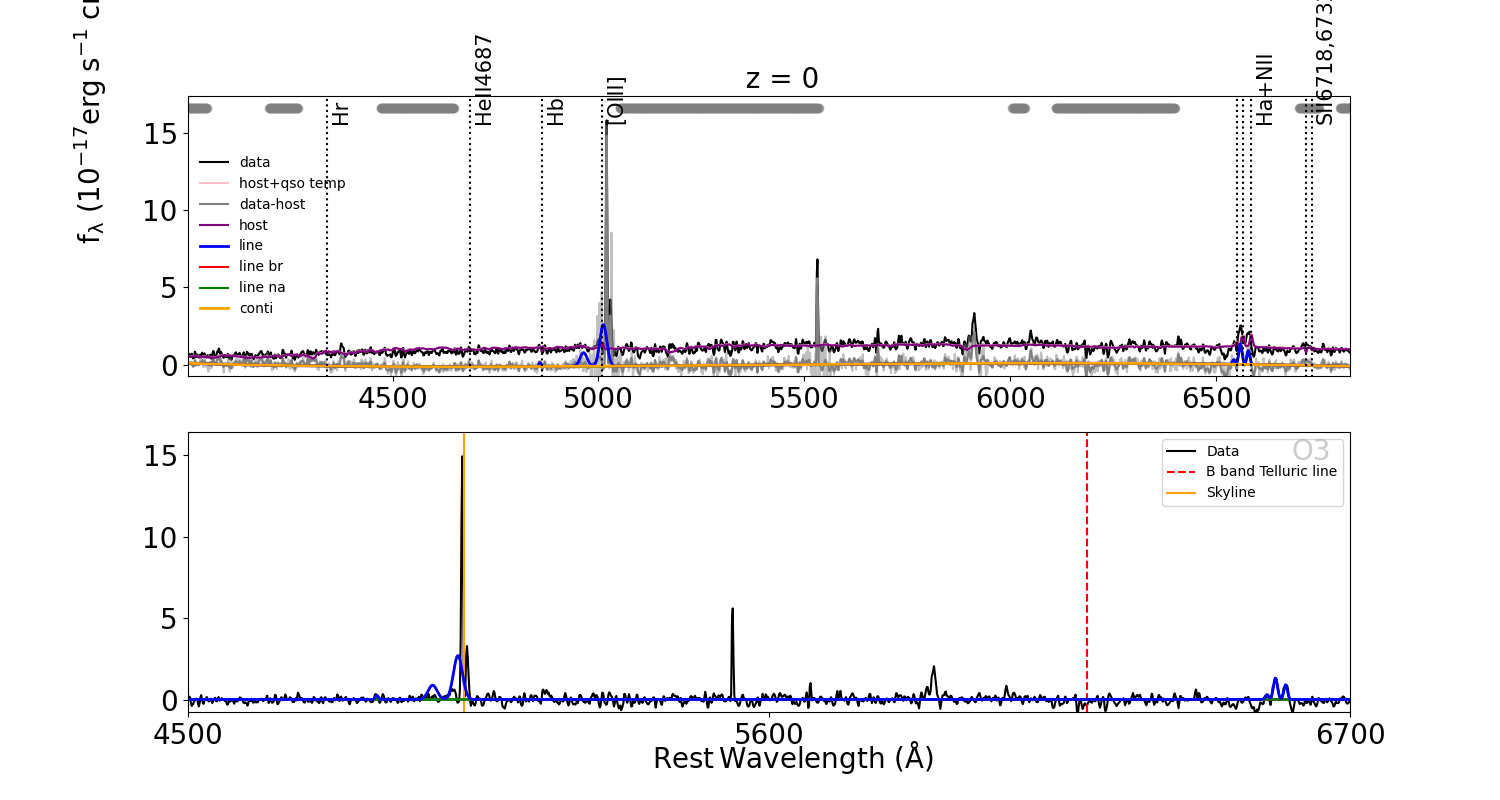 z = 0
f_λ (10^−17 erg s^−1
Hr
HeII4687
Hb
[OIII]
Ha+NII
SII6718,673
15
10
5
0
data
host+qso temp
data-host
host
line
line br
line na
conti
4500 5000 5500 6000 6500
15
10
5
0
O3
Data
B band Telluric line
Skyline
4500 5600 6700
Rest Wavelength (Å)